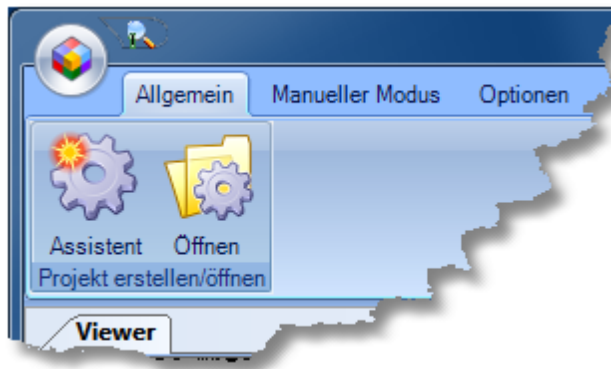 Allgemein Manueller Modus Optionen
Assistent Öffnen
Projekt erstellen/öffnen
Viewer